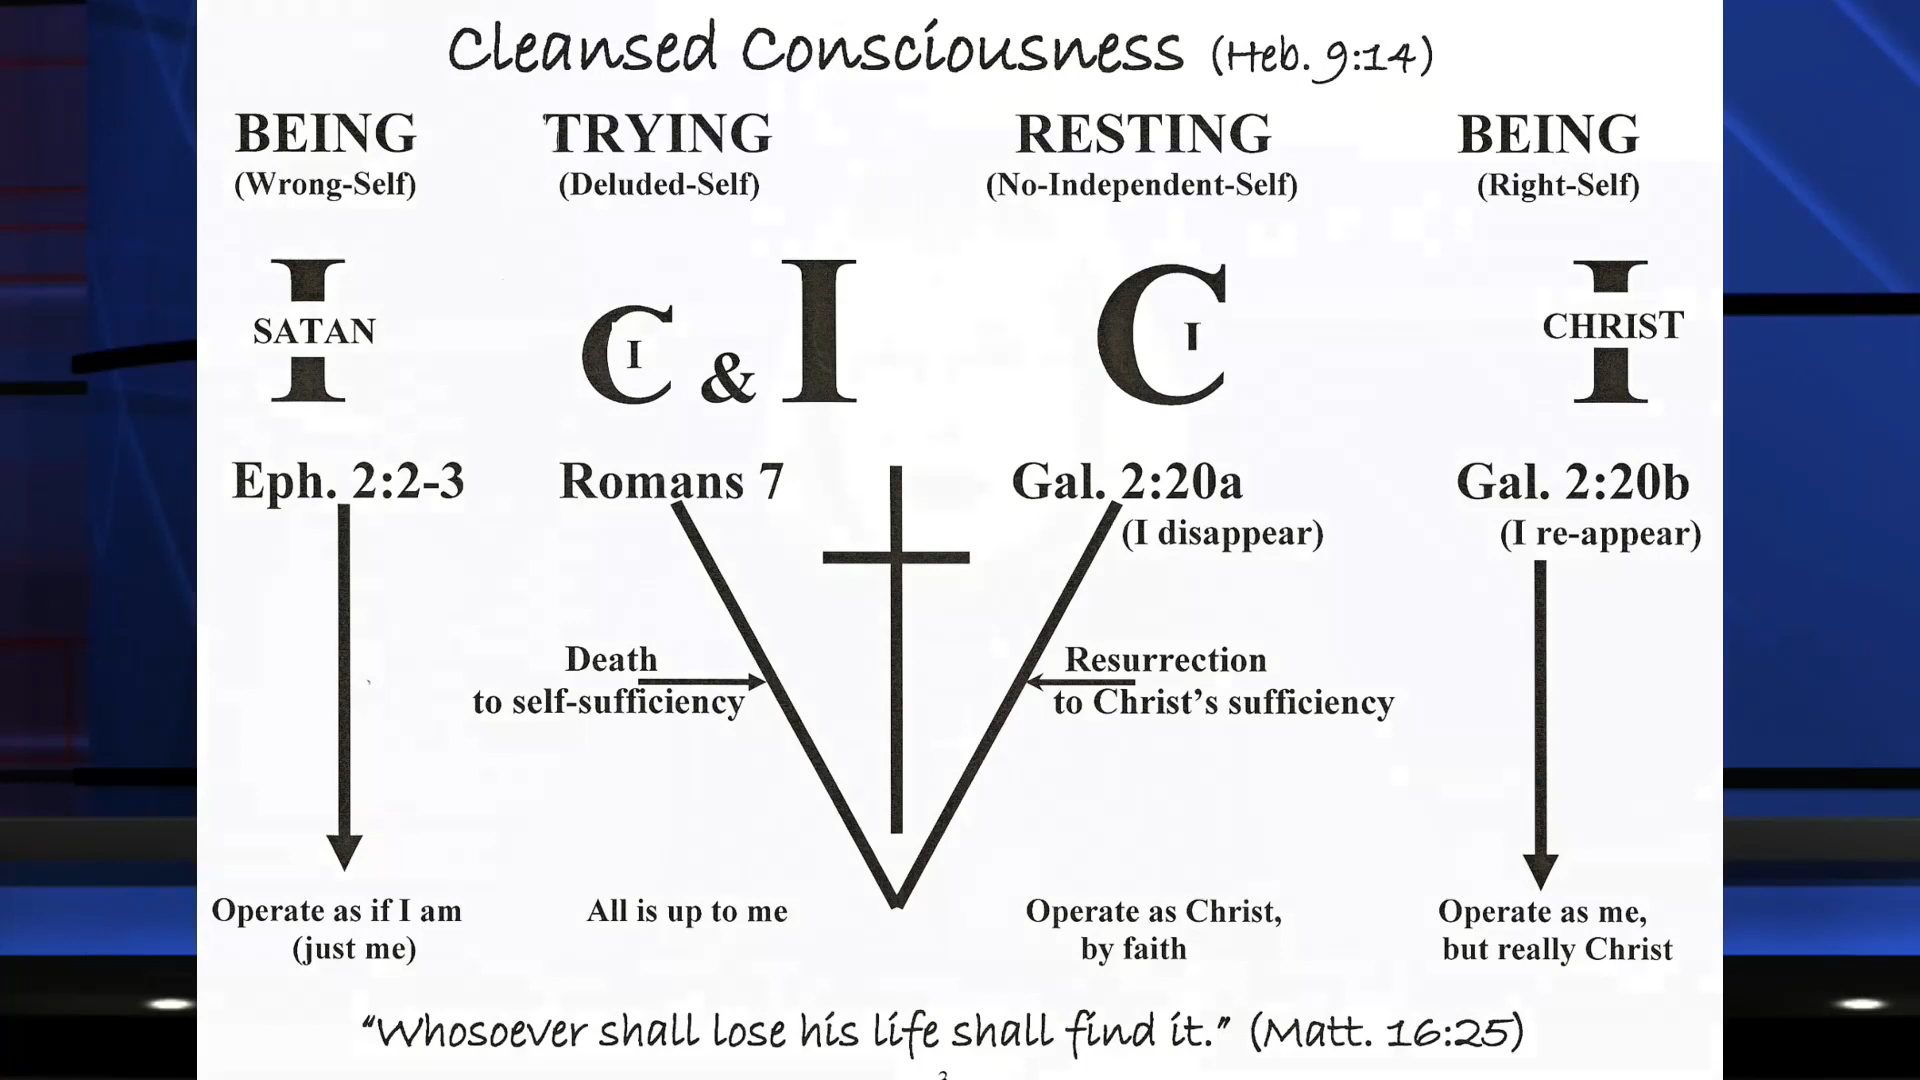 Cleansed Consciousness (Heb. 9:14)
BEING TRYING RESTING BEING
(Wrong-Self) (Deluded-Self) (No-Independent-Self) (Right-Self)
I
SATAN
C I & I
C I
I
CHRIST
Eph. 2:2-3 Romans 7 Gal. 2:20a Gal. 2:20b
(I disappear) (I re-appear)
Death
to self-sufficiency
Resurrection
to Christ's sufficiency
Operate as if I am
(just me)
All is up to me
Operate as Christ,
by faith
Operate as me,
but really Christ
“Whosoever shall lose his life shall find it.” (Matt. 16:25)